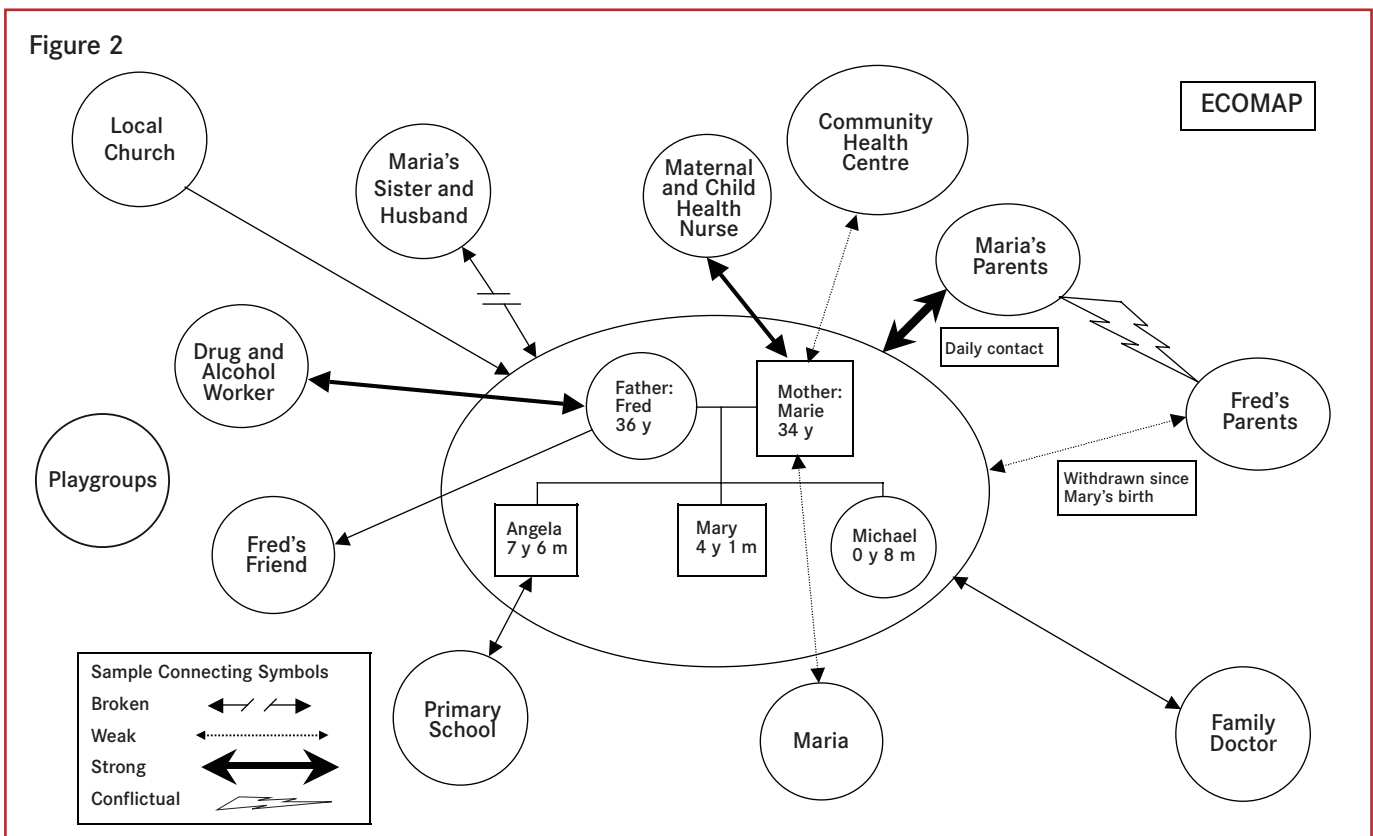 Figure 2
ECOMAP
Local
Church
Maria's
Sister and
Husband
Maternal
and Child
Health
Nurse
Community
Health
Centre
Maria's
Parents
Daily contact
Drug and
Alcohol
Worker
Father:
Fred
36 y
Mother:
Marie
34 y
Fred's
Parents
Withdrawn since
Mary's birth
Playgroups
Fred's
Friend
Angela
7 y 6 m
Mary
4 y 1 m
Michael
0 y 8 m
Sample Connecting Symbols
Broken
Weak
Strong
Conflictual
Primary
School
Maria
Family
Doctor